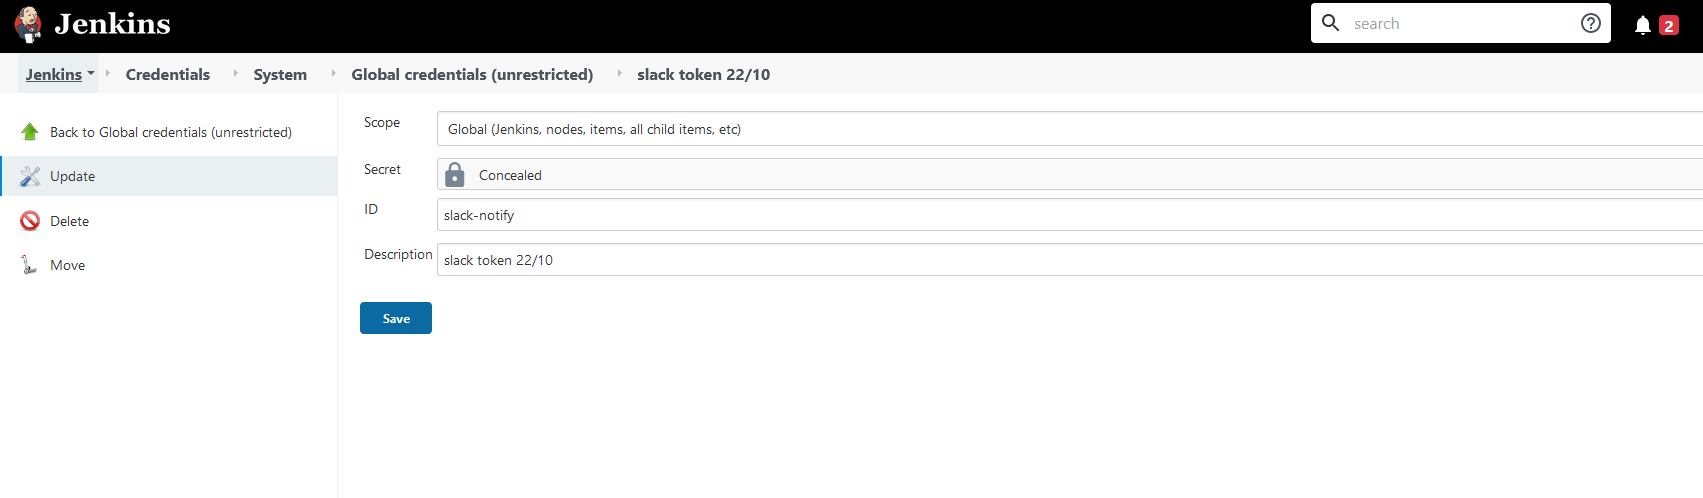 Jenkins
search
2
Jenkins Credentials System Global credentials (unrestricted) slack token 22/10
Back to Global credentials (unrestricted)
Update
Delete
Move
Scope
Global (Jenkins, nodes, items, all child items, etc)
Secret
Concealed
ID
slack-notify
Description
slack token 22/10
Save